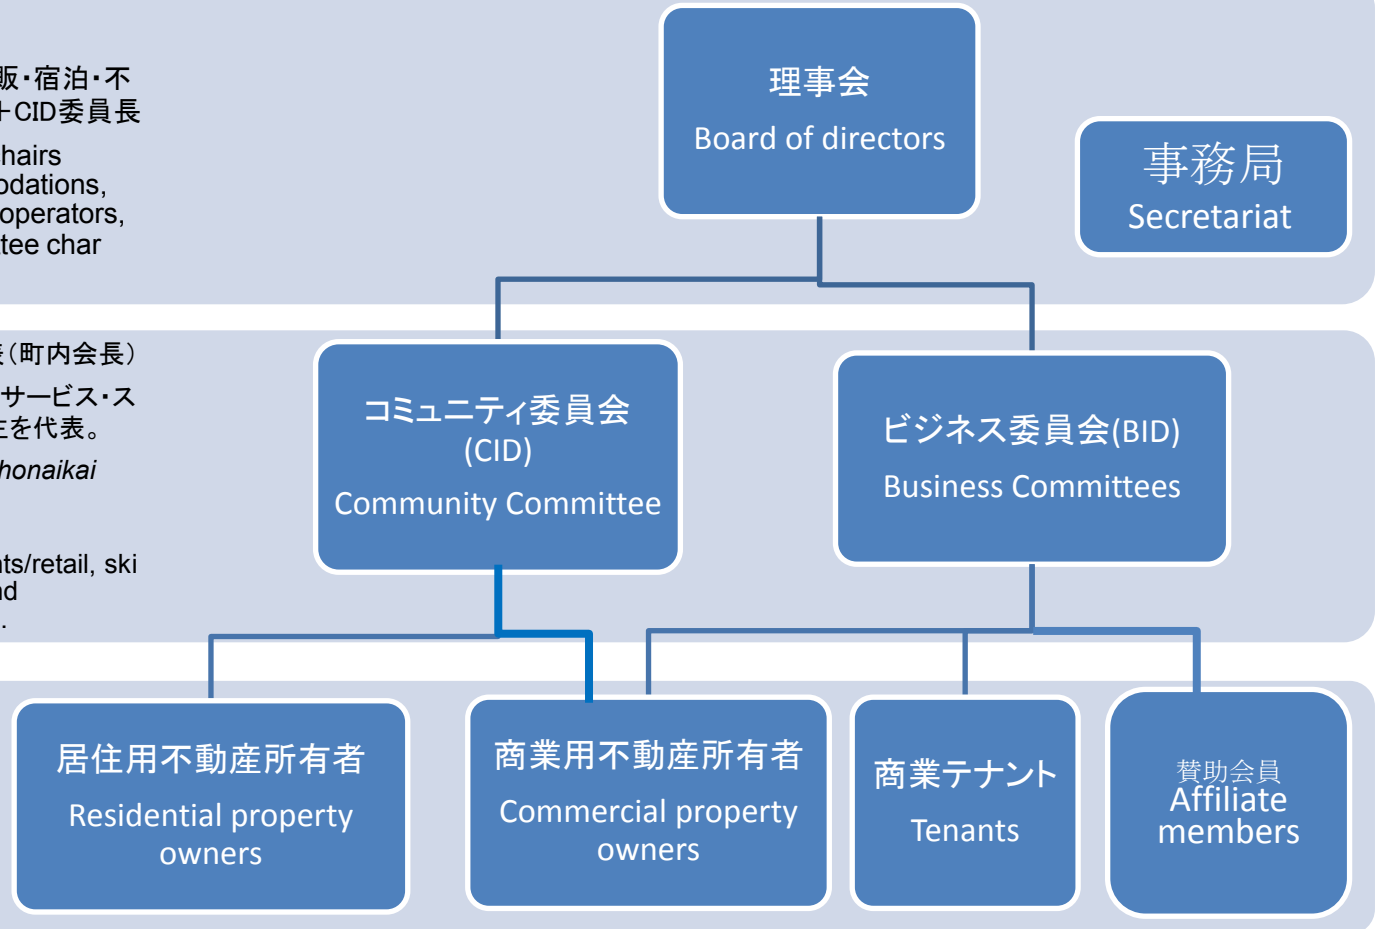 販・宿泊・不
＋CID委員長
hairs
odations,
operators,
tee char
理事会
Board of directors
事務局
Secretariat
表（町内会長）
サービス・ス
主を代表。
honaikai
nts/retail, ski
nd
.
コミュニティ委員会
(CID)
Community Committee
ビジネス委員会(BID)
Business Committees
居住用不動産所有者
Residential property
owners
商業用不動産所有者
Commercial property
owners
商業テナント
Tenants
賛助会員
Affiliate
members